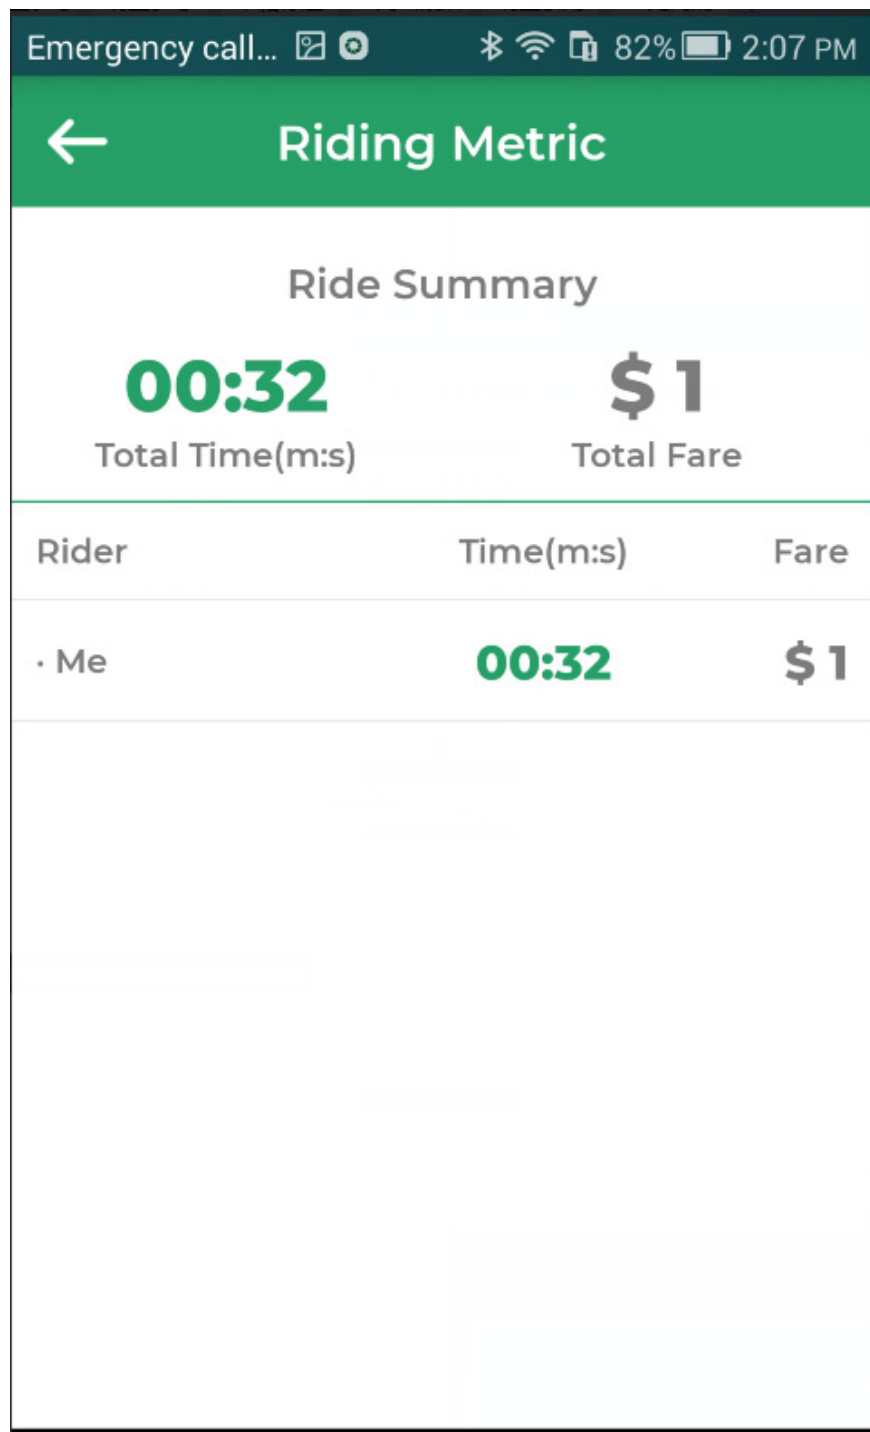 Emergency call... 82% 2:07 PM
Riding Metric
Ride Summary
00:32 $ 1
Total Time(m:s) Total Fare
Rider Time(m:s) Fare
· Me 00:32 $ 1